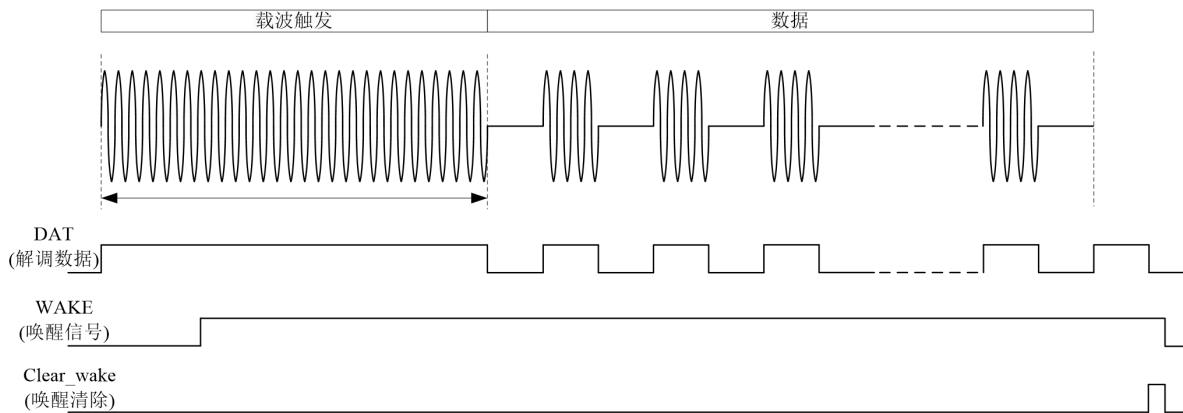 载波触发
数据
DAT
(解调数据)
WAKE
(唤醒信号)
Clear_wake
(唤醒清除)